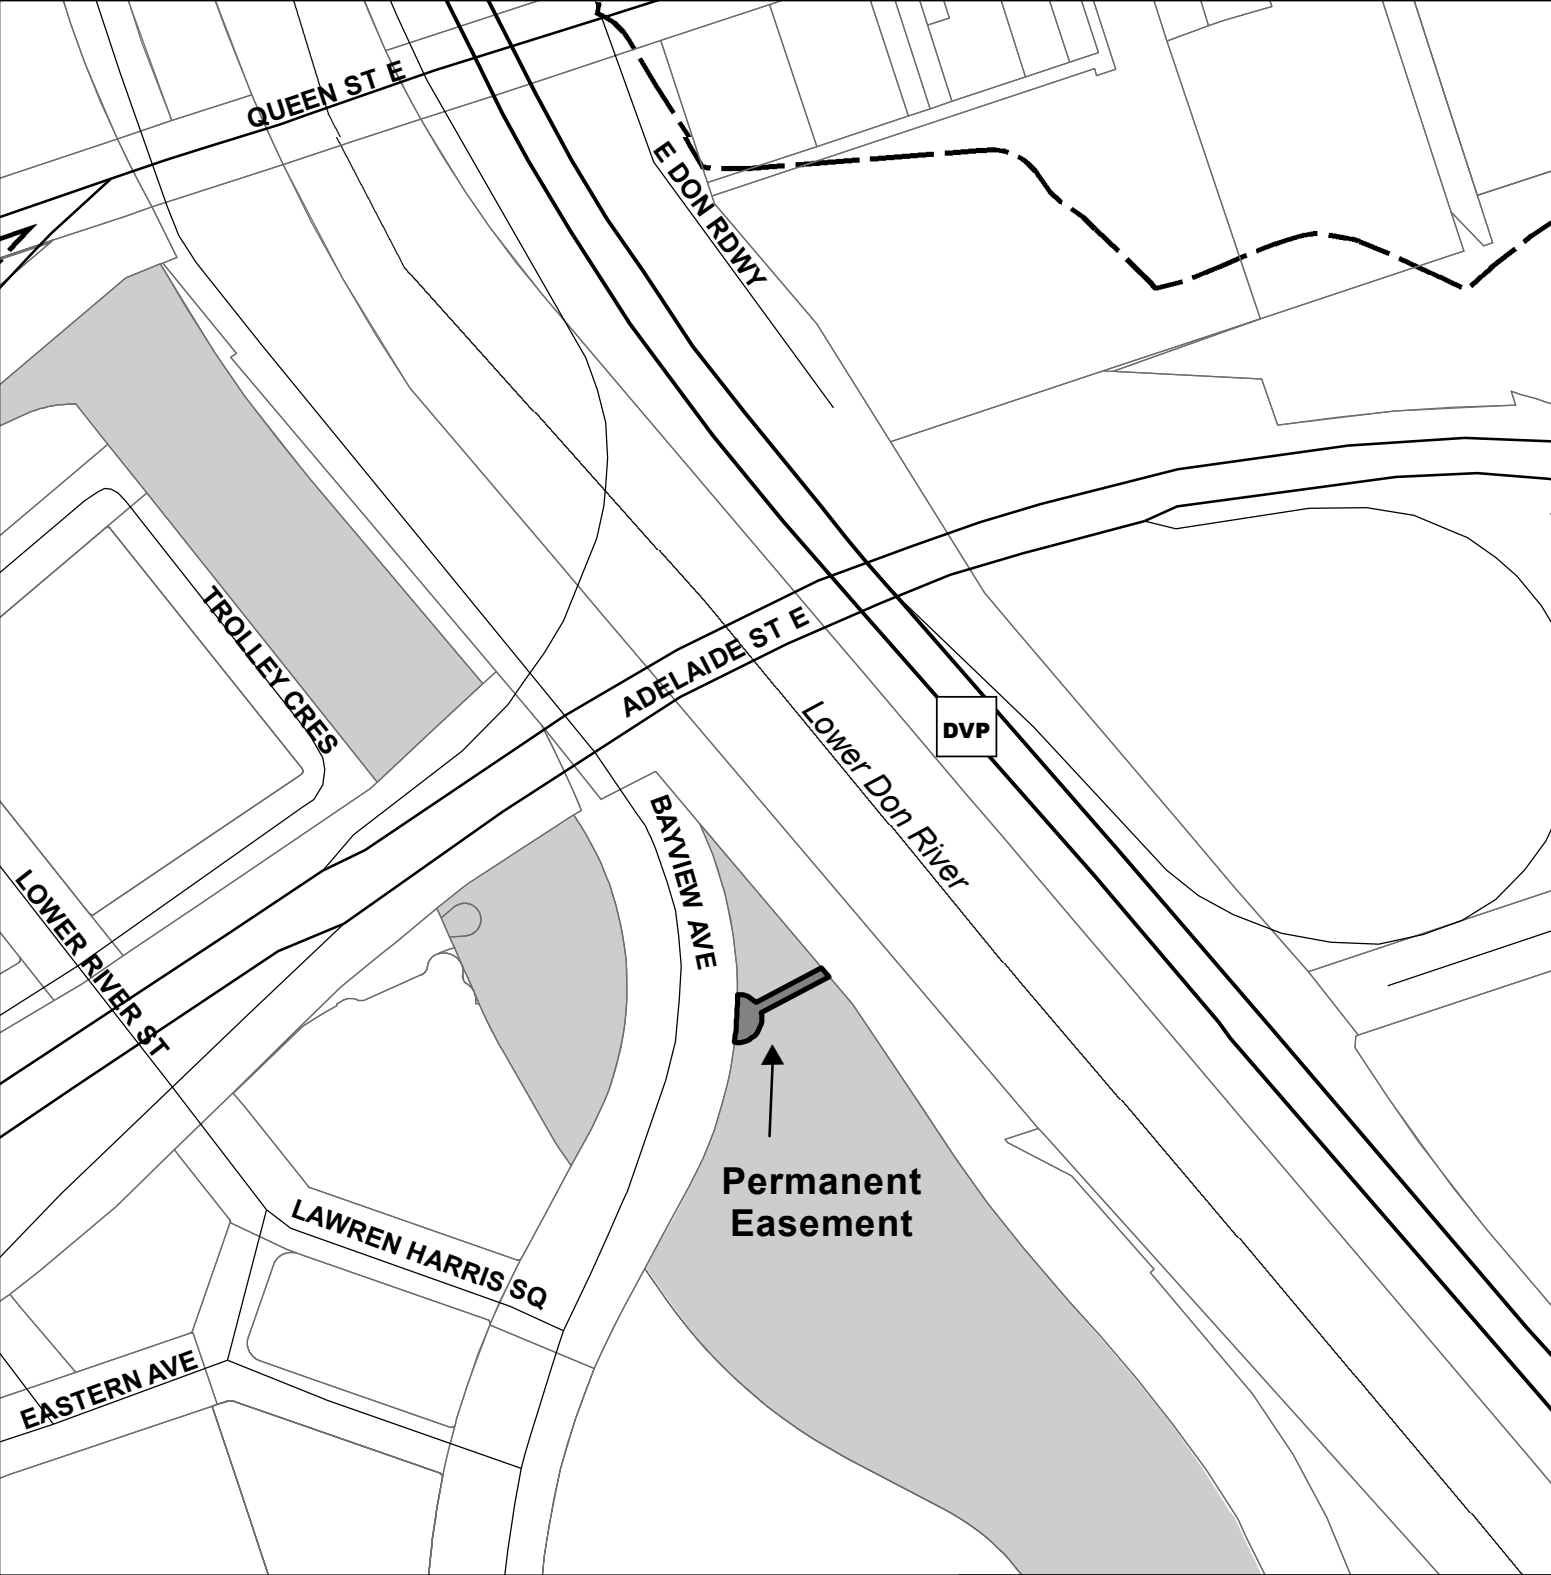 QUEEN ST E
E DON RDWY
TROLLEY CRES
ADELAIDE ST E
DVP
Lower Don River
BAYVIEW AVE
LOWER RIVER ST
Permanent
Easement
LAWREN HARRIS SQ
EASTERN AVE